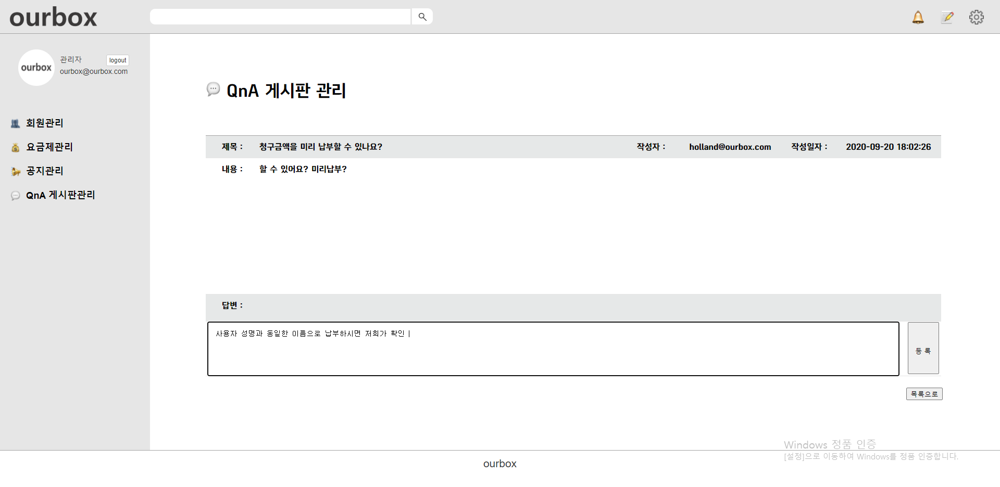 ourbox
ourbox
관리자
logout
ourbox@ourbox.com
회원관리
요금제관리
공지관리
QnA 게시판관리
QnA 게시판 관리
제목 : 청구금액을 미리 납부할 수 있나요? 작성자 : holland@ourbox.com 작성일자 : 2020-09-20 18:02:26
내용 : 할 수 있어요? 미리납부?
답변 :
사용자 성명과 동일한 이름으로 납부하시면 저희가 확인
등 록
목록으로
Windows 정품 인증
[설정]으로 이동하여 Windows를 정품 인증합니다.
ourbox